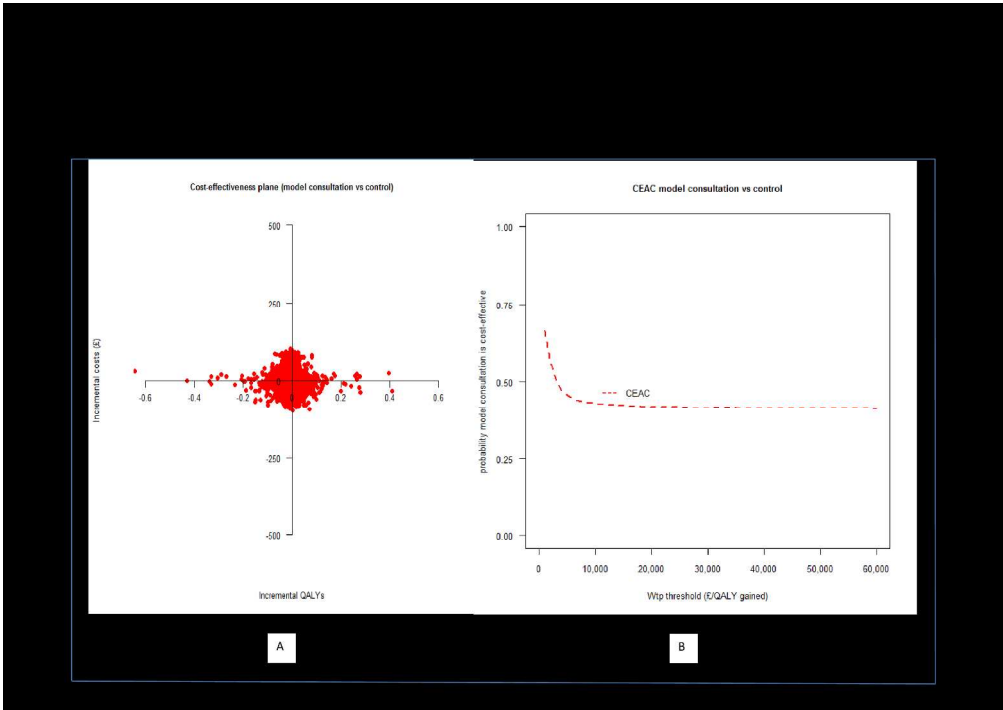 Cost-effectiveness plane (model consultation vs control)
500
250
-0.6 -0.4 -0.2 0 0.2 0.4 0.6
-250
-500
Incremental costs (£)
Incremental QALYs
A
CEAC model consultation vs control
1.00
0.75
0.50
0.25
0.00
probability model consultation is cost-effective
CEAC
0 10,000 20,000 30,000 40,000 50,000 60,000
Wtp threshold (£/QALY gained)
B